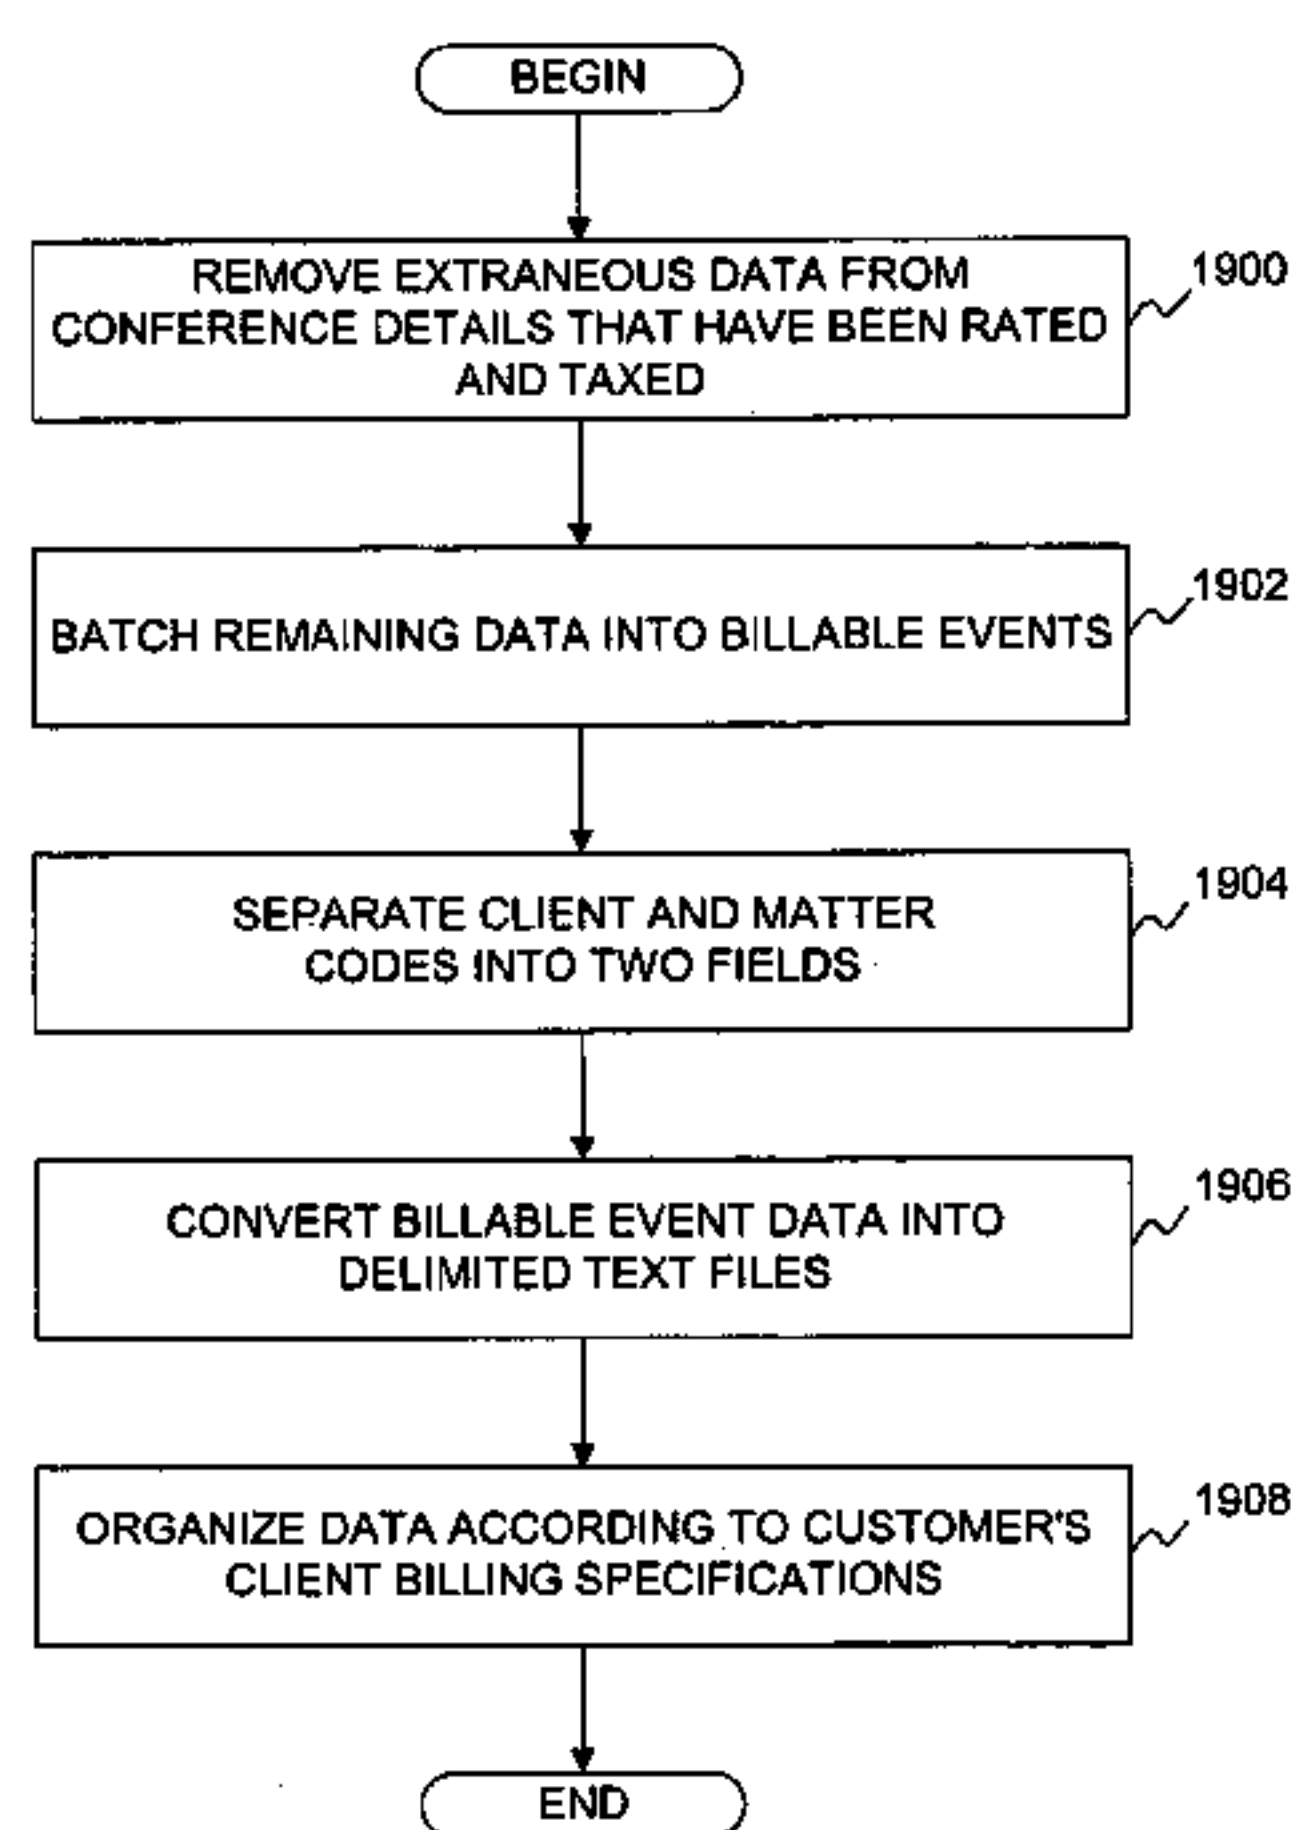 BEGIN
REMOVE EXTRANEOUS DATA FROM
CONFERENCE DETAILS THAT HAVE BEEN RATED
AND TAXED
1900
BATCH REMAINING DATA INTO BILLABLE EVENTS
1902
SEPARATE CLIENT AND MATTER
CODES INTO TWO FIELDS
1904
CONVERT BILLABLE EVENT DATA INTO
DELIMITED TEXT FILES
1906
ORGANIZE DATA ACCORDING TO CUSTOMER'S
CLIENT BILLING SPECIFICATIONS
1908
END